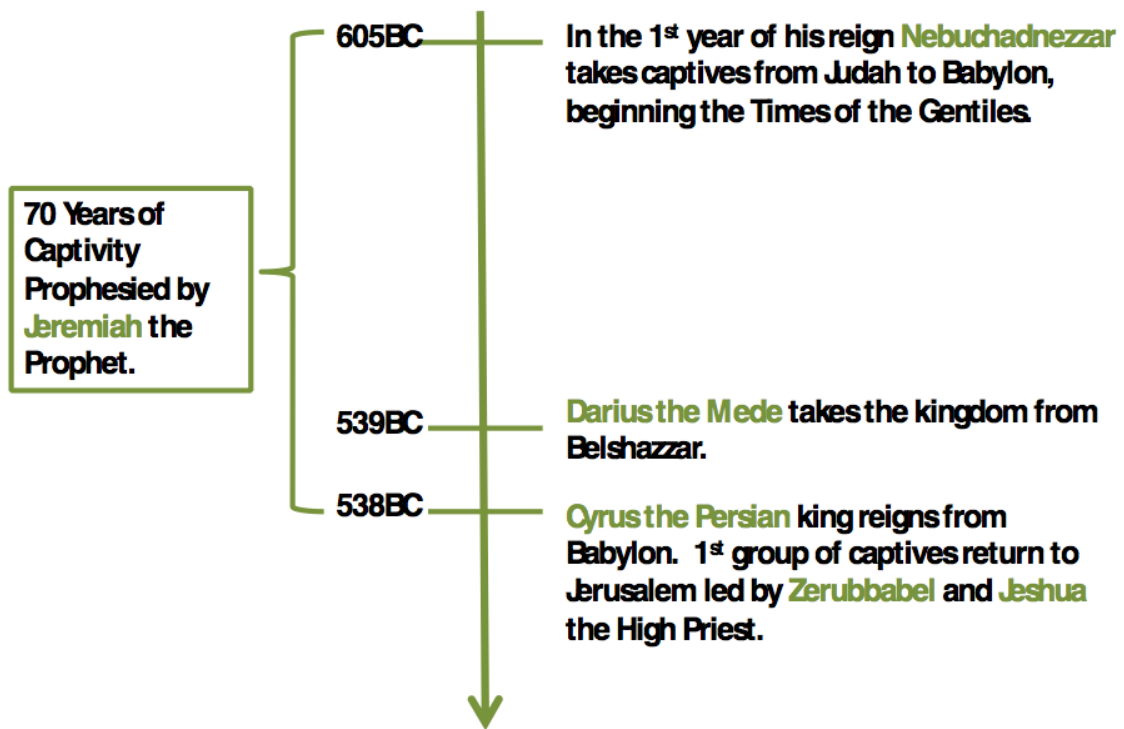 605BC
In the 1st year of his reign Nebuchadnezzar
takes captives from Judah to Babylon,
beginning the Times of the Gentiles.
70 Years of
Captivity
Prophesied by
Jeremiah the
Prophet.
539BC
Darius the Mede takes the kingdom from
Belshazzar.
538BC
Cyrus the Persian king reigns from
Babylon. 1st group of captives return to
Jerusalem led by Zerubbabel and Jeshua
the High Priest.